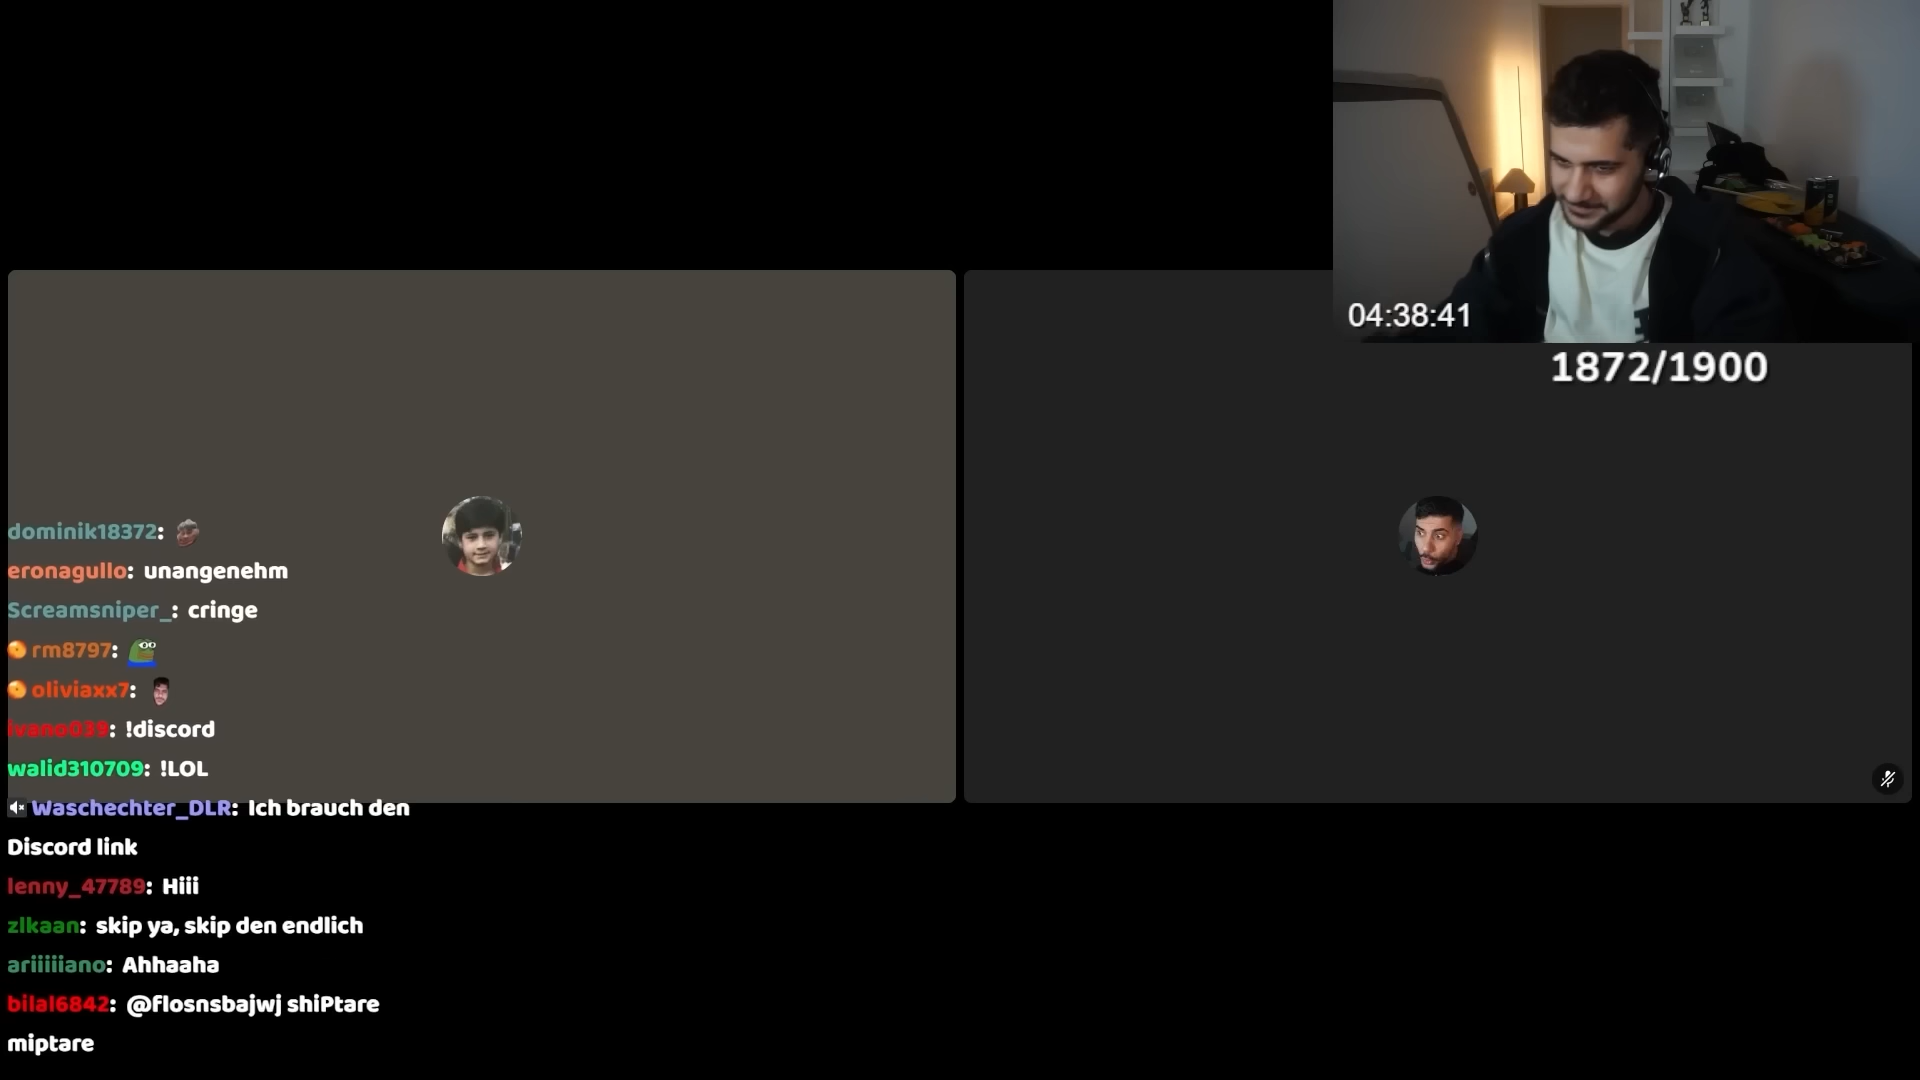 04:38:41
1872/1900
dominik18372:
eronagullo: unangenehm
Screamsniper_: cringe
rm8797:
oliviaxx7:
ivano039: !discord
walid310709: !LOL
Waschechter_DLR: Ich brauch den
Discord link
lenny_47789: Hiii
zlkaan: skip ya, skip den endlich
ariiiiiano: Ahhaaha
bilal6842: @flosnsbajwj shiPtare
miptare